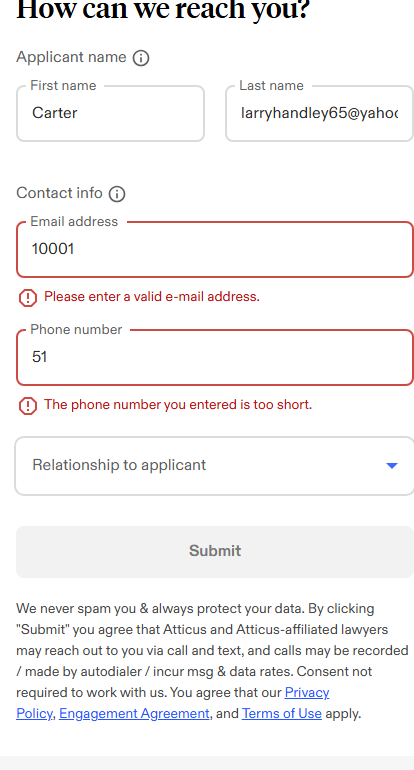 How can we reach you?
Applicant name
First name
Last name
Carter
larryhandley65@yahoo
Contact info
Email address
10001
Please enter a valid e-mail address.
Phone number
51
The phone number you entered is too short.
Relationship to applicant
Submit
We never spam you & always protect your data. By clicking
"Submit" you agree that Atticus and Atticus-affiliated lawyers
may reach out to you via call and text, and calls may be recorded
/ made by autodialer / incur msg & data rates. Consent not
required to work with us. You agree that our Privacy
Policy, Engagement Agreement, and Terms of Use apply.